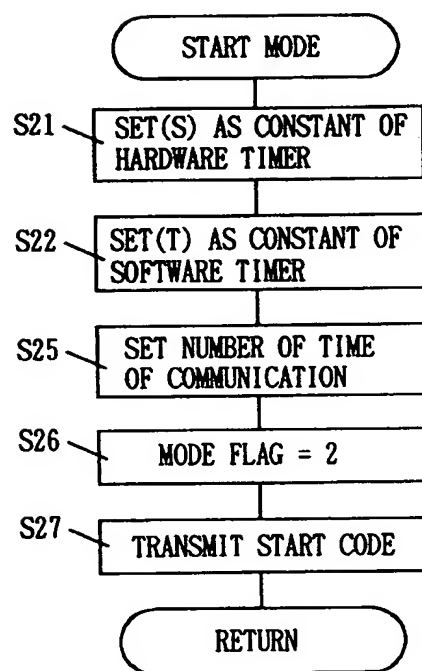 START MODE
S21
SET(S) AS CONSTANT OF
HARDWARE TIMER
S22
SET(T) AS CONSTANT OF
SOFTWARE TIMER
S25
SET NUMBER OF TIME
OF COMMUNICATION
S26
MODE FLAG = 2
S27
TRANSMIT START CODE
RETURN